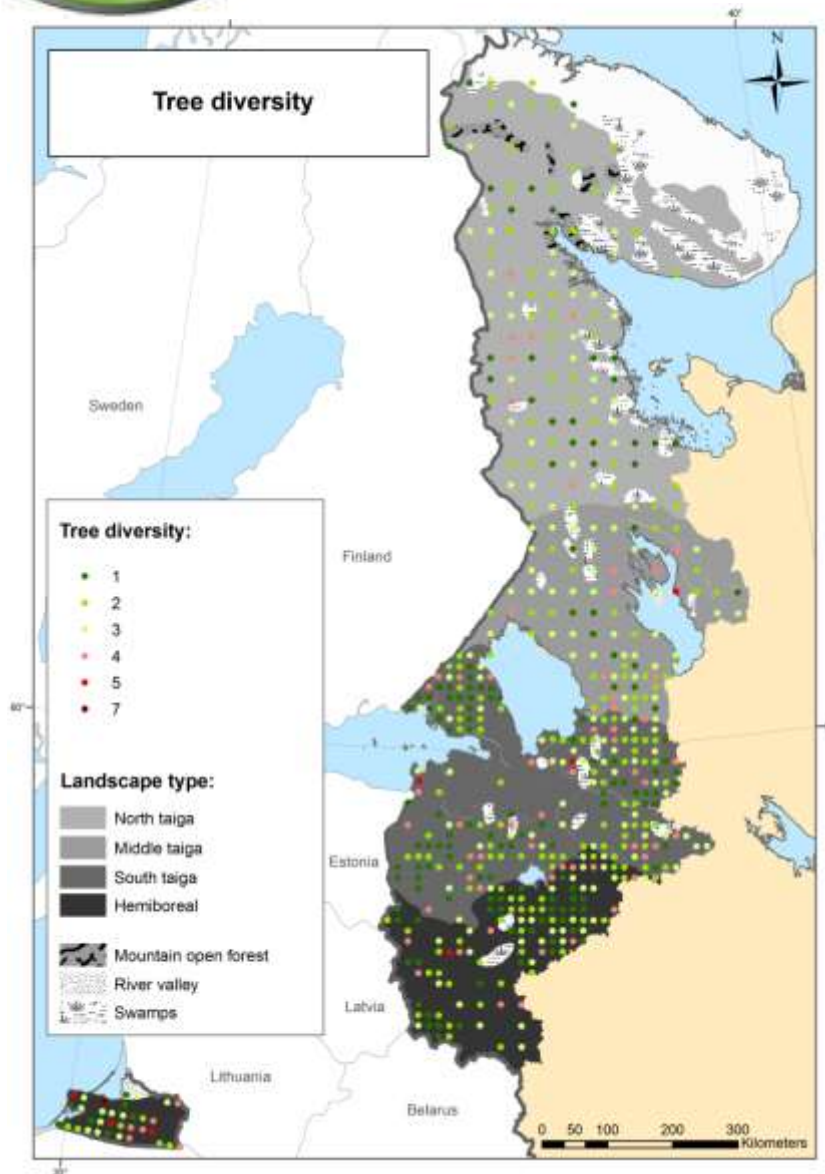 40°
N
Tree diversity
Sweden
Finland
Tree diversity:
1
2
3
4
5
7
60°
Landscape type:
North taiga
Middle taiga
South taiga
Hemiboreal
Mountain open forest
River valley
Swamps
Estonia
Latvia
Lithuania
Belarus
0 50 100 200 300
Kilometers